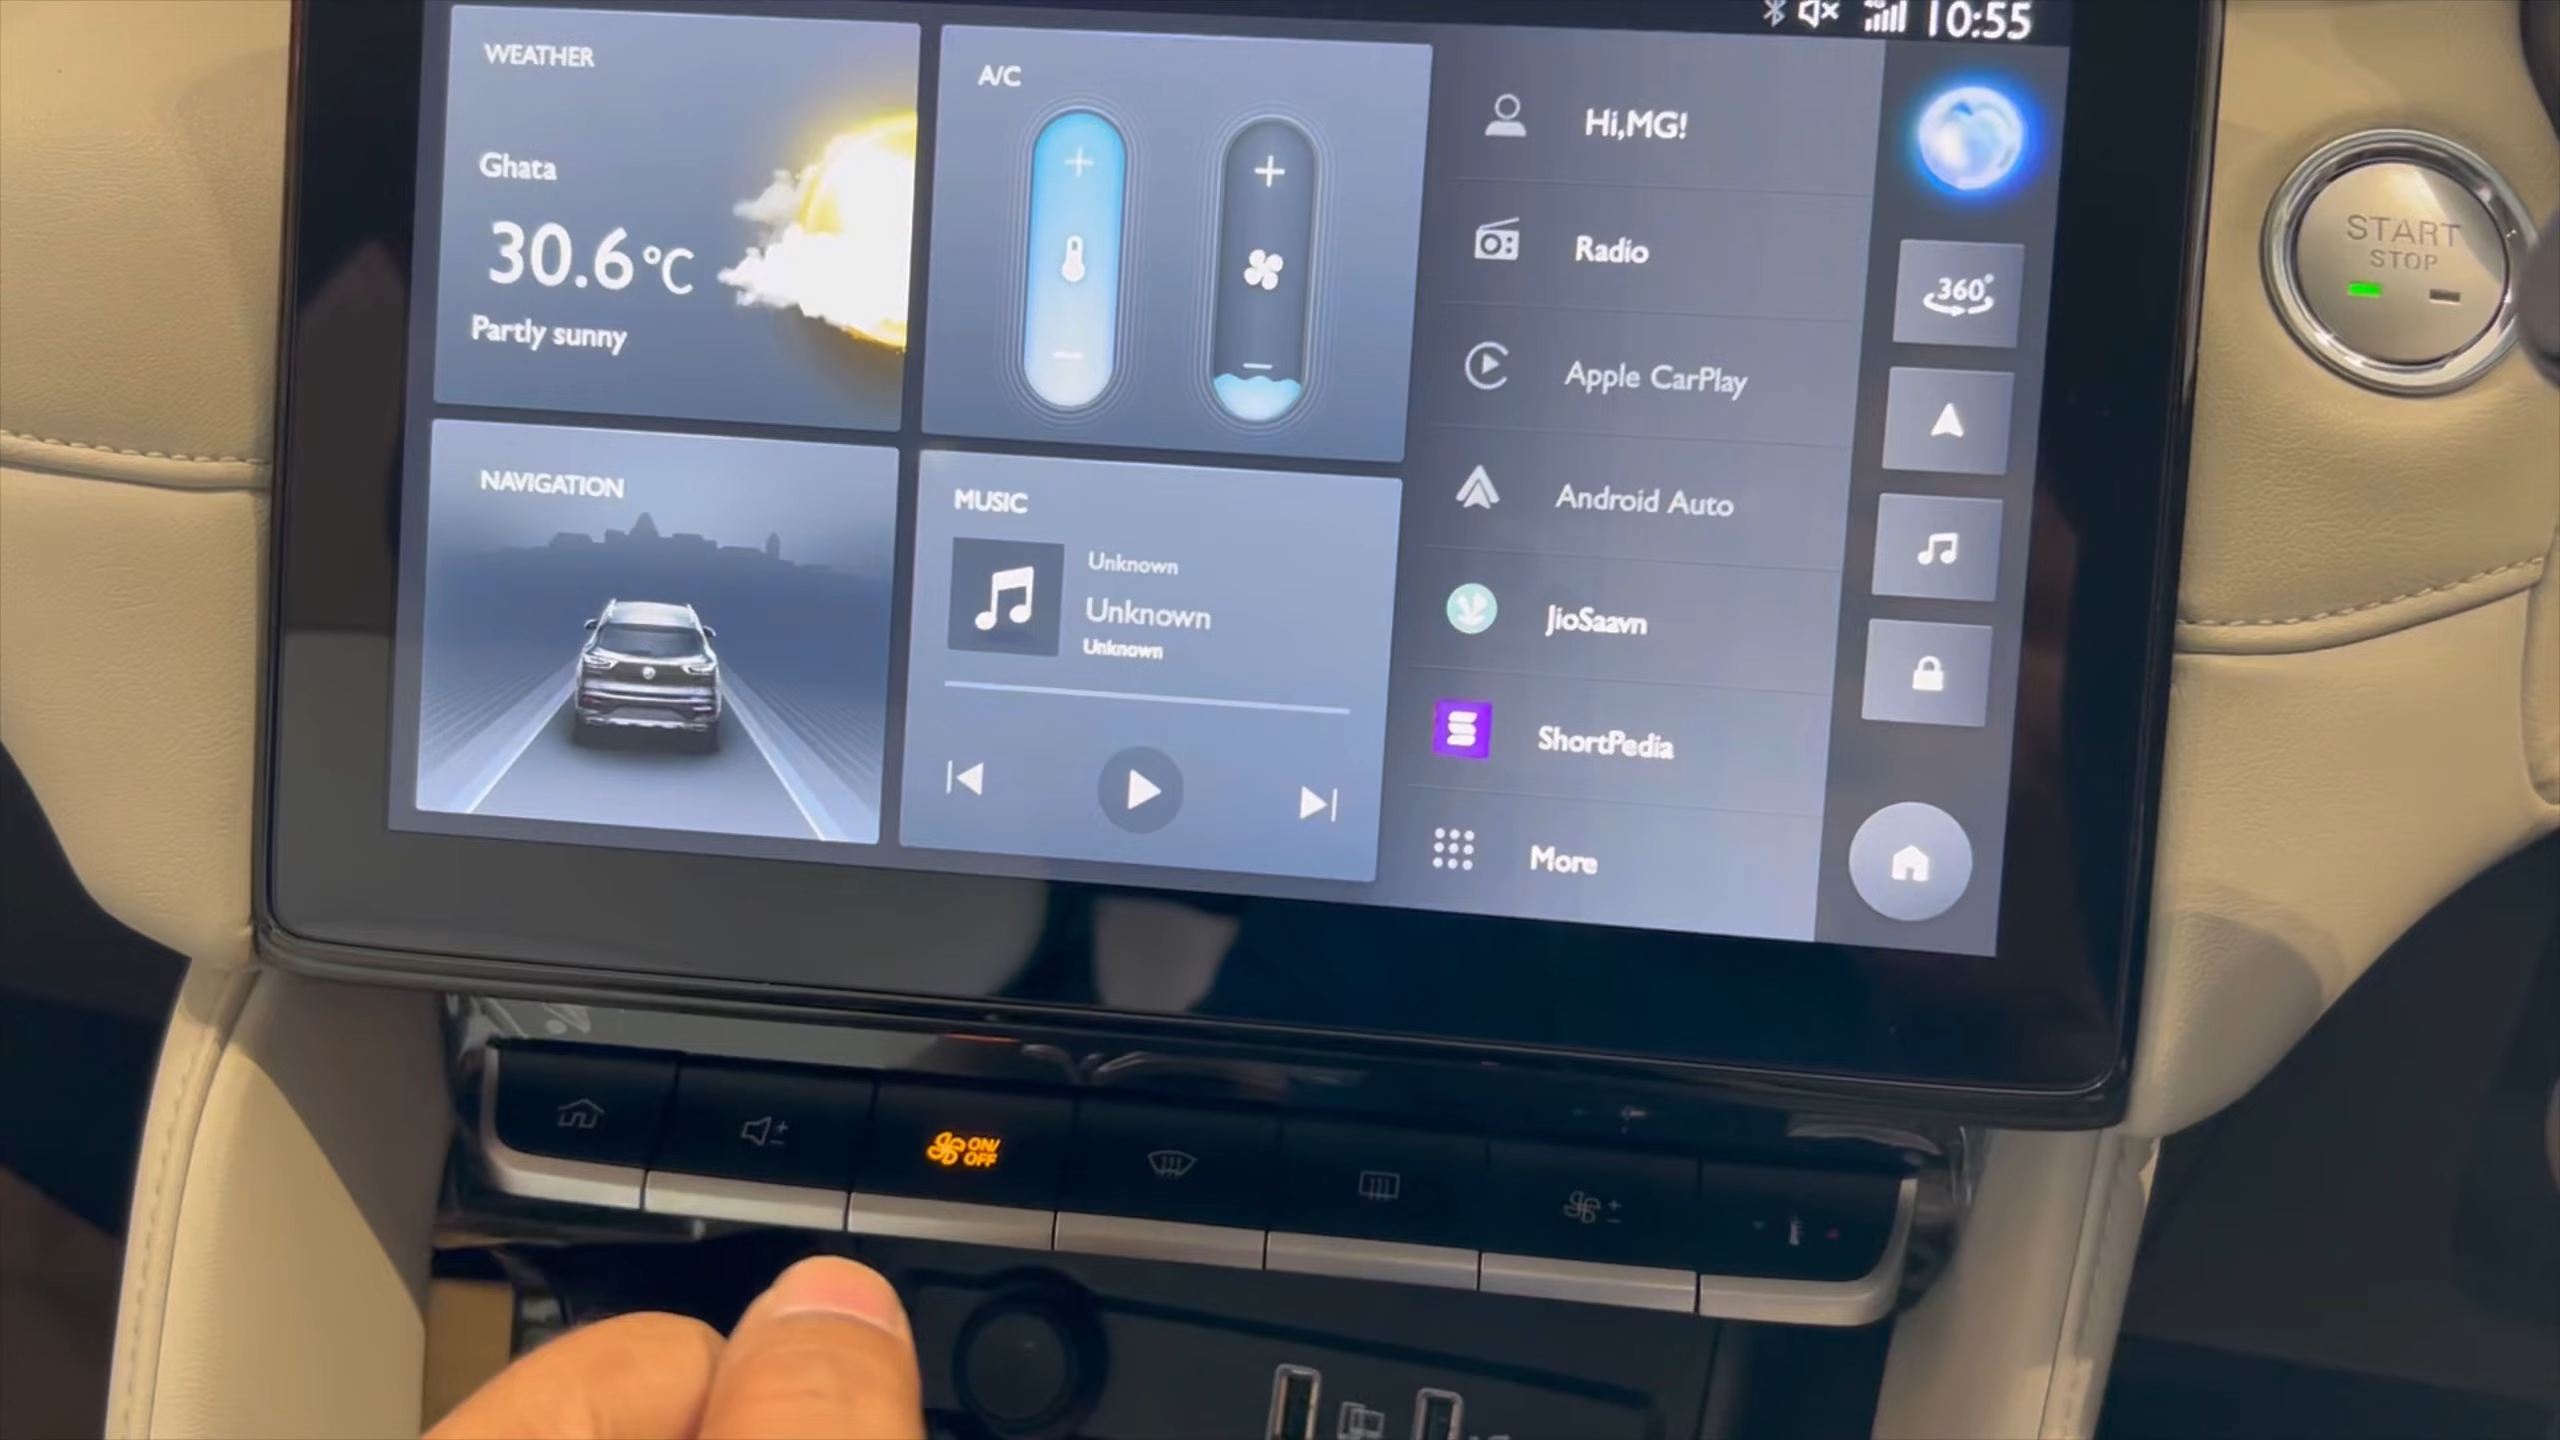 10:55
WEATHER
Ghata
30.6°C
Partly sunny
A/C
NAVIGATION
MUSIC
Unknown
Unknown
Unknown
Hi,MG!
Radio
Apple CarPlay
Android Auto
JioSaavn
ShortPedia
More
360°
START
STOP
ON/
OFF